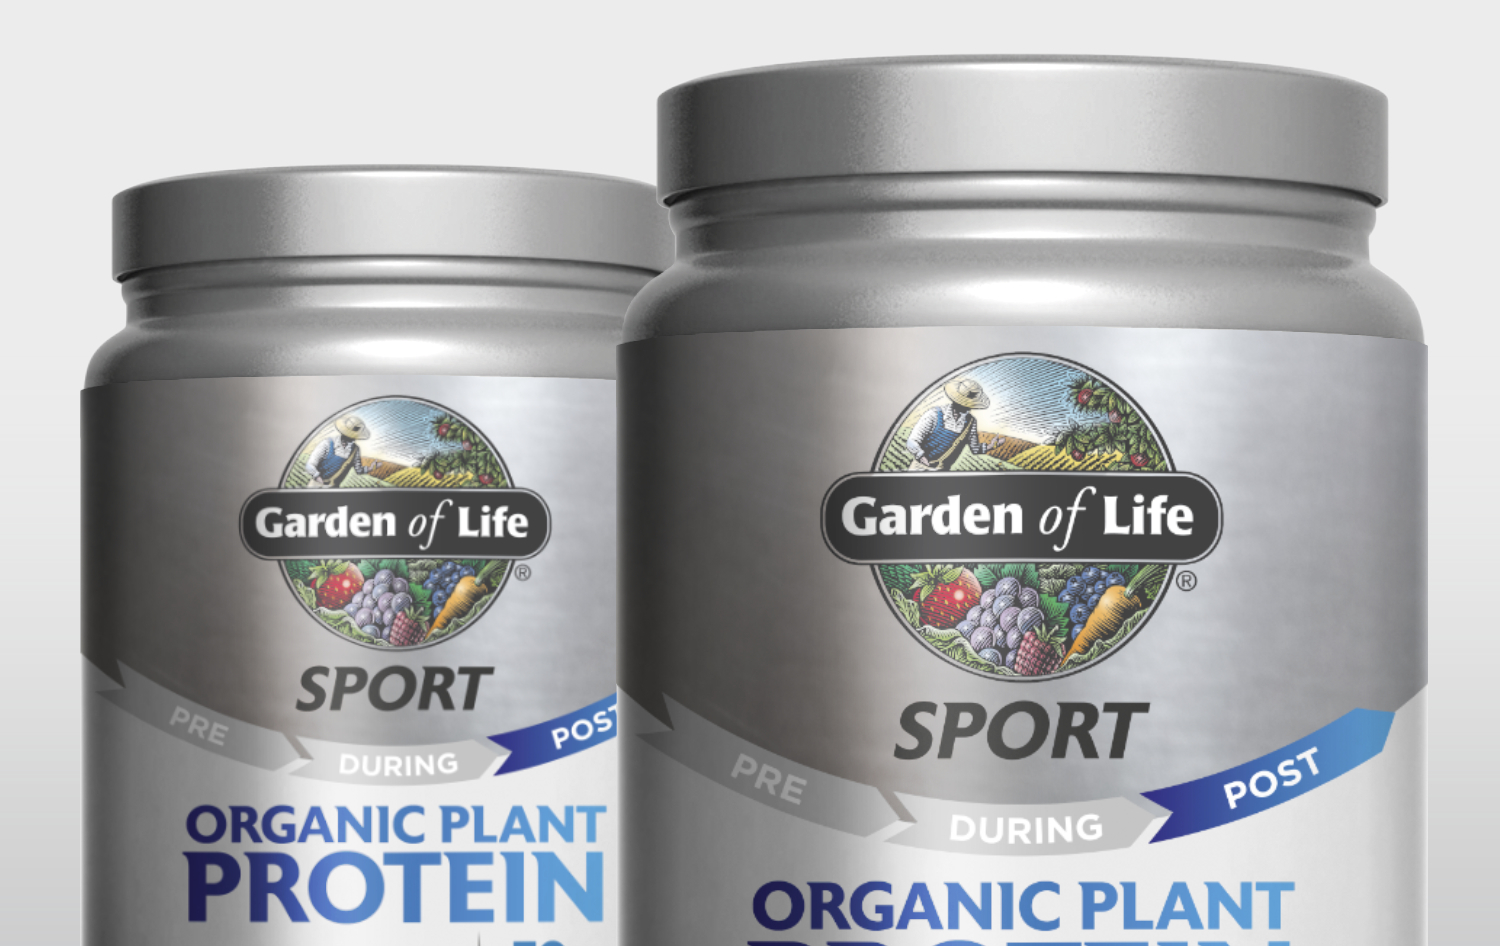 Garden of Life
®
SPORT
PRE
DURING
POST
ORGANIC PLANT
PROTEIN
Garden of Life
®
SPORT
PRE
DURING
POST
ORGANIC PLANT